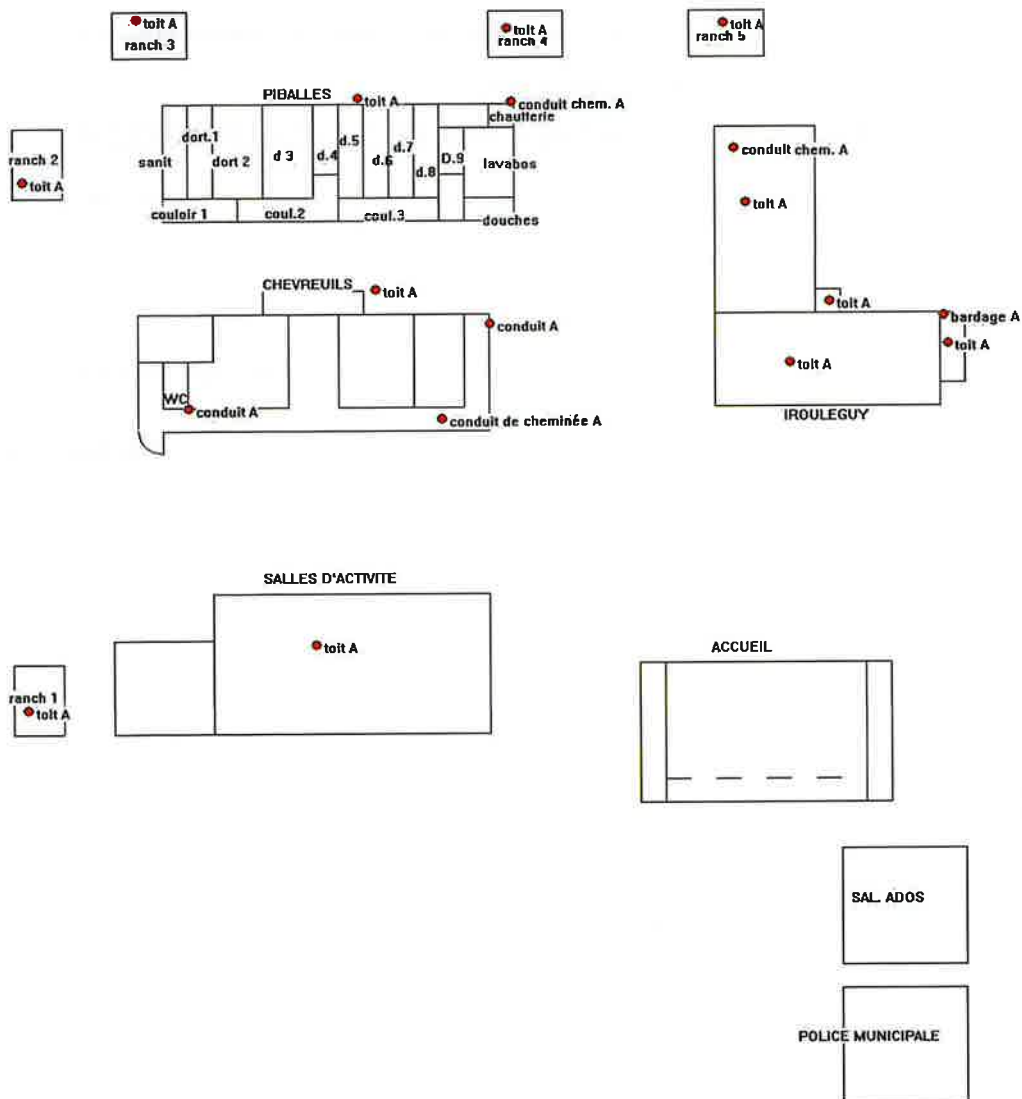 toit A
ranch 3
toit A
ranch 4
toit A
ranch 5
PIBALLES
toit A
conduit chem. A
chaufferie
ranch 2
toit A
sanit
dort.1
dort 2
d 3
d.4
d.5
d.6
d.7
d.8
D.9
lavabos
couloir 1
coul.2
coul.3
douches
conduit chem. A
toit A
toit A
bardage A
toit A
toit A
IROULEGUY
CHEVREUILS
toit A
conduit A
WC
conduit A
conduit de cheminée A
SALLES D'ACTIVITE
toit A
ranch 1
toit A
ACCUEIL
SAL. ADOS
POLICE MUNICIPALE